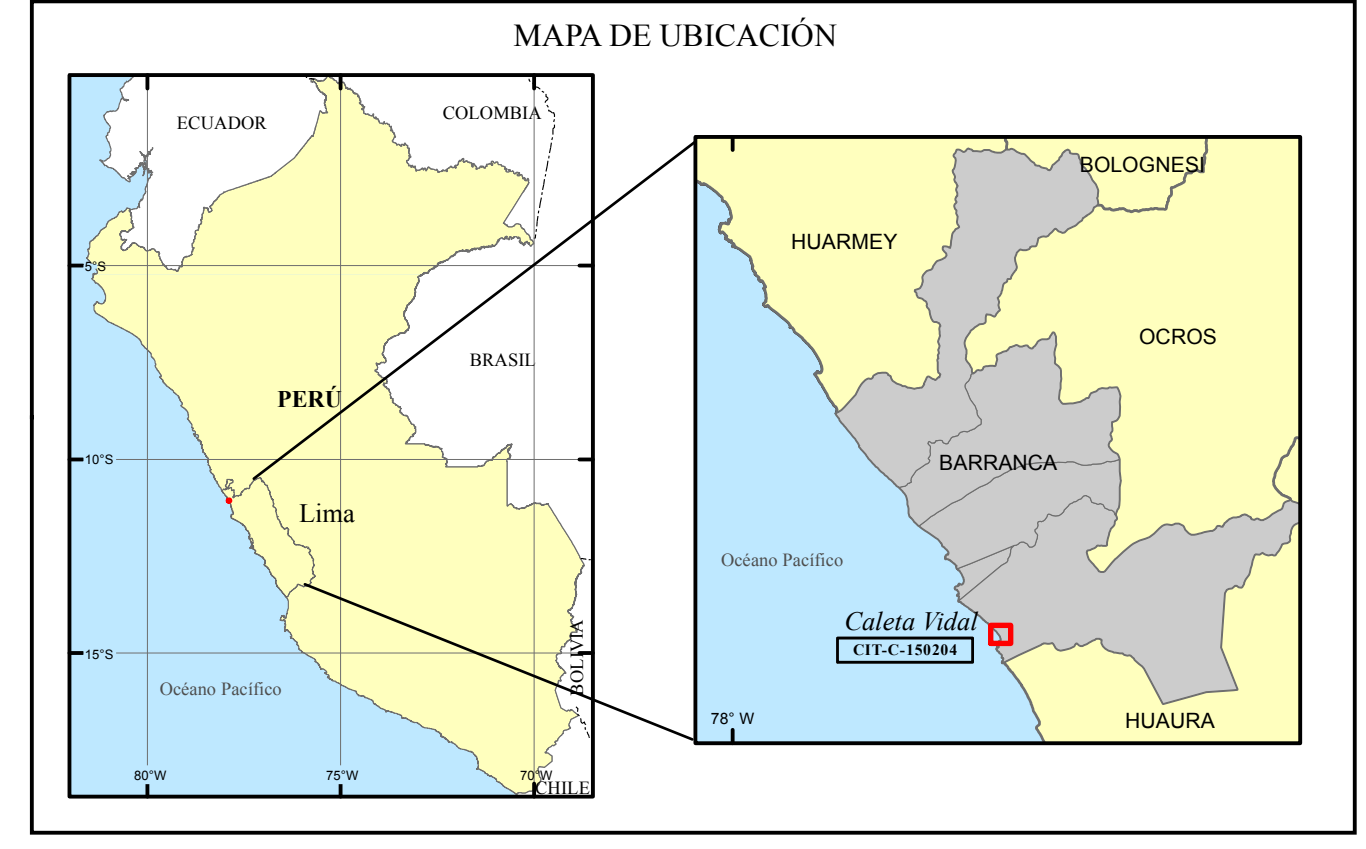 MAPA DE UBICACIÓN
ECUADOR
COLOMBIA
5°S
BRASIL
PERÚ
10°S
Lima
15°S
BOLIVIA
Océano Pacífico
80°W
75°W
70°W
CHILE
BOLOGNESI
HUARMEY
OCROS
BARRANCA
Océano Pacífico
Caleta Vidal
CIT-C-150204
78° W
HUAURA